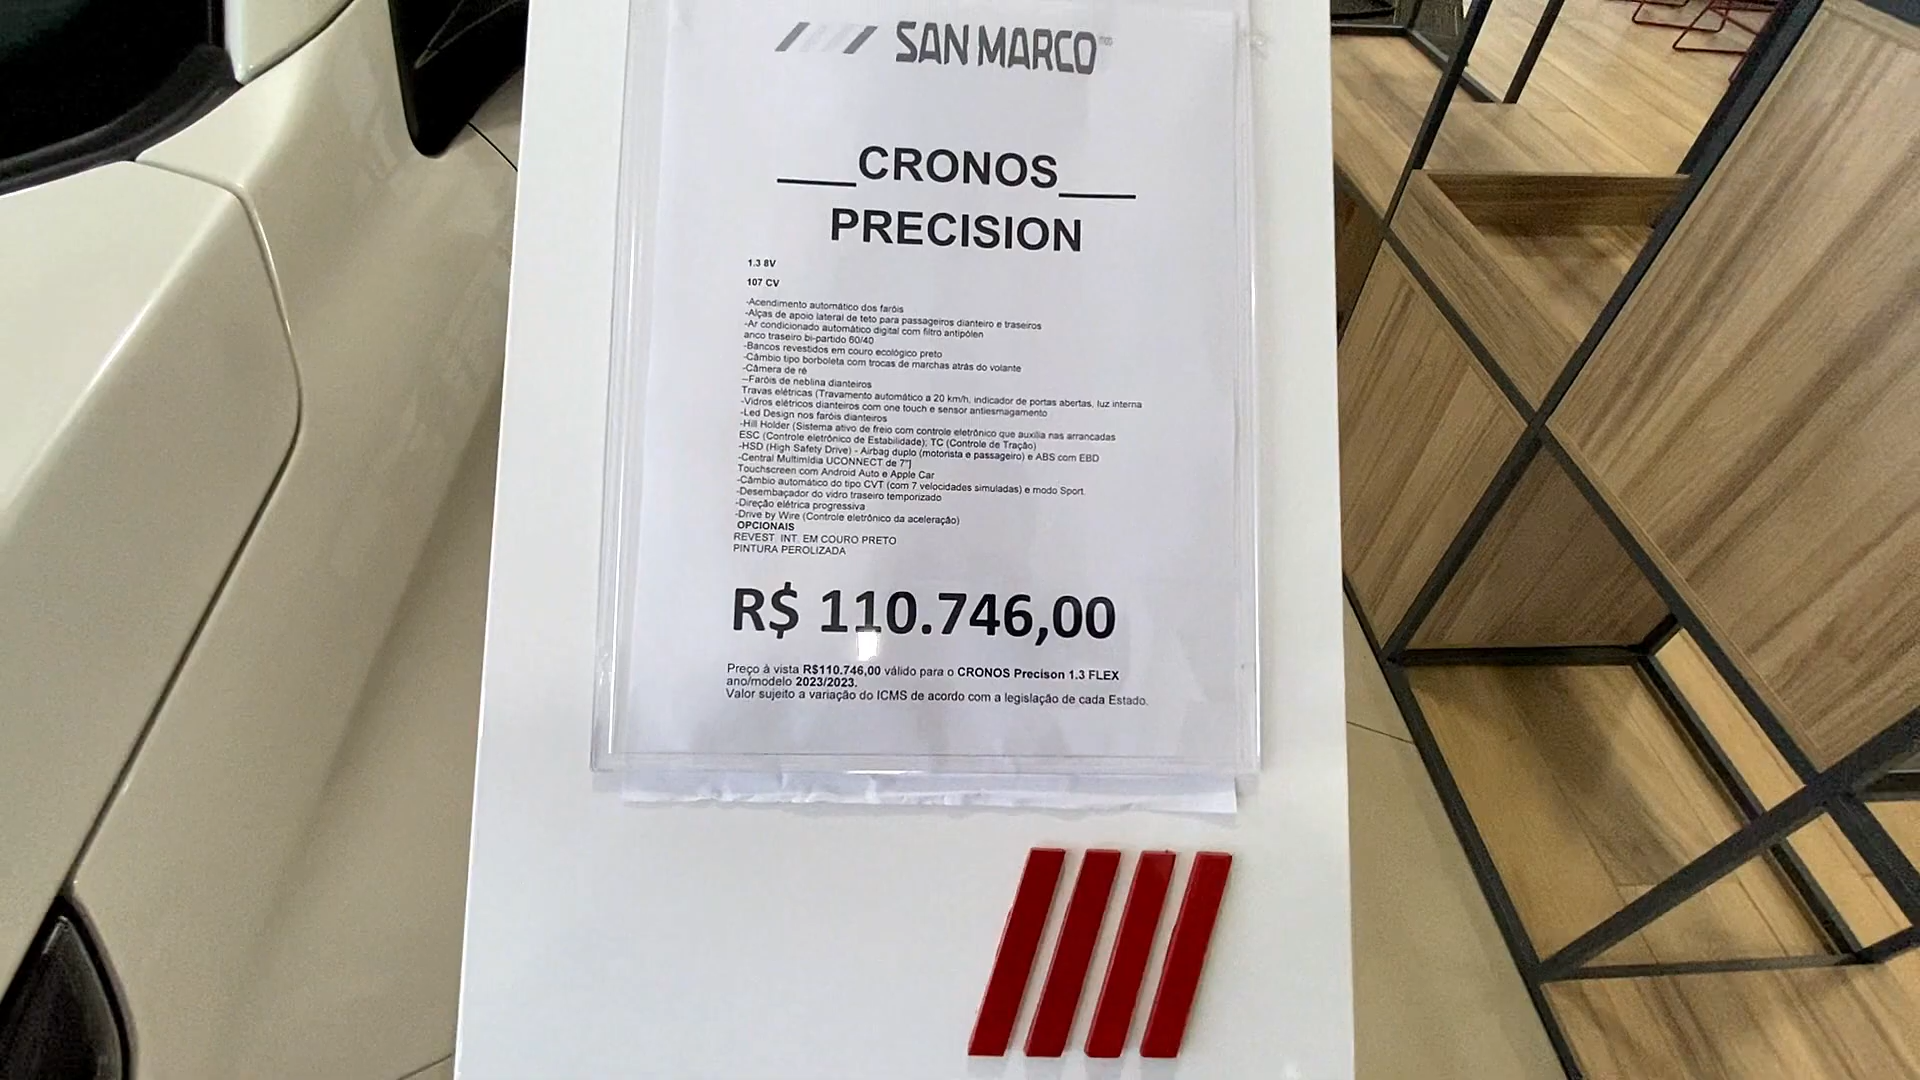 SAN MARCO
___CRONOS___
PRECISION
1.3 8V
107 CV
-Acendimento automático dos faróis
-Alças de apoio lateral de teto para passageiros dianteiro e traseiros
-Ar condicionado automático digital com filtro antipólen
anco traseiro bi-partido 60/40
-Bancos revestidos em couro ecológico preto
-Câmbio tipo borboleta com trocas de marchas atrás do volante
-Câmera de ré
--Faróis de neblina dianteiros
Travas elétricas (Travamento automático a 20 km/h, indicador de portas abertas, luz interna
-Vidros elétricos dianteiros com one touch e sensor antiesmagamento
-Led Design nos faróis dianteiros
-Hill Holder (Sistema ativo de freio com controle eletrônico que auxilia nas arrancadas
ESC (Controle eletrônico de Estabilidade); TC (Controle de Tração)
-HSD (High Safety Drive) - Airbag duplo (motorista e passageiro) e ABS com EBD
-Central Multimídia UCONNECT de 7"]
Touchscreen com Android Auto e Apple Car
-Câmbio automático do tipo CVT (com 7 velocidades simuladas) e modo Sport.
-Desembaçador do vidro traseiro temporizado
-Direção elétrica progressiva
-Drive by Wire (Controle eletrônico da aceleração)
OPCIONAIS
REVEST. INT. EM COURO PRETO
PINTURA PEROLIZADA
R$ 110.746,00
Preço à vista R$110.746,00 válido para o CRONOS Precison 1.3 FLEX
ano/modelo 2023/2023.
Valor sujeito a variação do ICMS de acordo com a legislação de cada Estado.